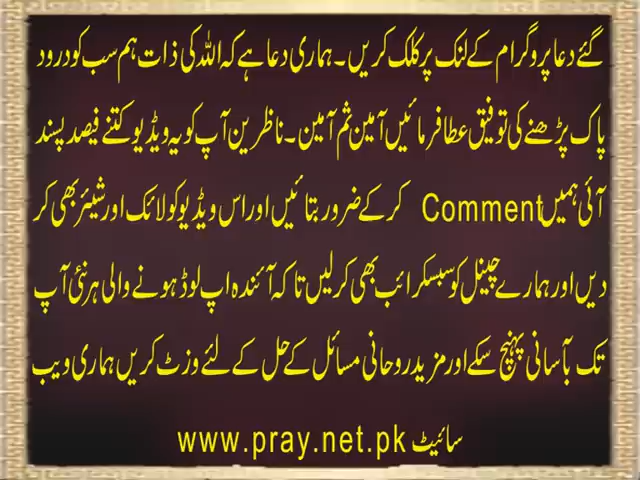 گئے دعا پروگرام کے لنک پر کلک کریں۔ ہماری دعا ہے کہ اللہ کی ذات ہم سب کو درود
پاک پڑھنے کی توفیق عطا فرمائیں آمین ثم آمین۔ ناظرین آپ کو یہ ویڈیو کتنے فیصد پسند
آئی ہمیں Comment کر کے ضرور بتائیں اور اس ویڈیو کو لائک اور شیئر بھی کر
دیں اور ہمارے چینل کو سبسکرائب بھی کر لیں تاکہ آئندہ اپ لوڈ ہونے والی ہر نئی آپ
تک بآسانی پہنچ سکے اور مزید روحانی مسائل کے حل کے لئے وزٹ کریں ہماری ویب
سائیٹ www.pray.net.pk